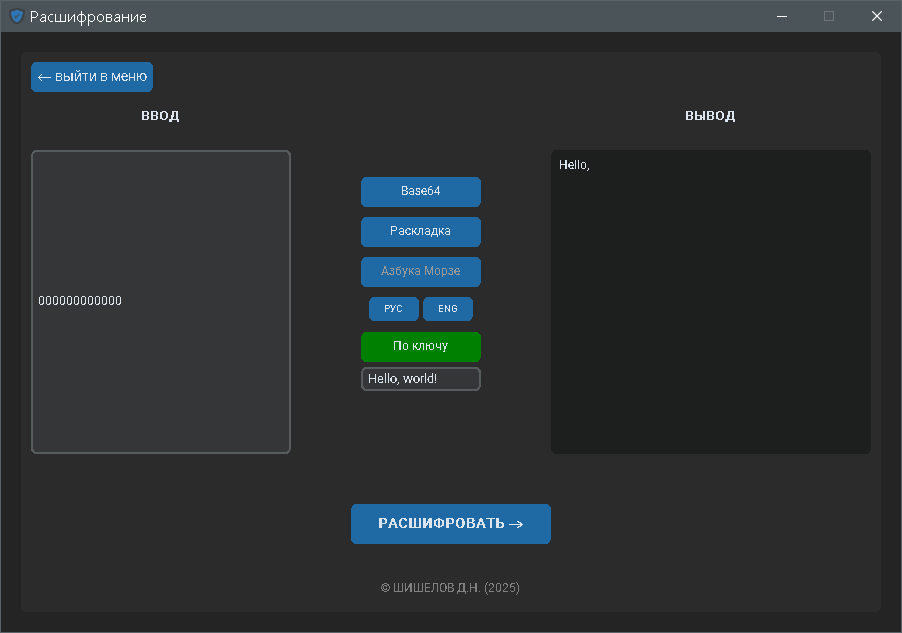 Расшифрование
← ВЫЙТИ В МЕНЮ
ВВОД
ВЫВОД
000000000000
Base64
Раскладка
Азбука Морзе
РУС ENG
По ключу
Hello, world!
Hello,
РАСШИФРОВАТЬ →
© ШИШЕЛОВ Д.Н. (2025)